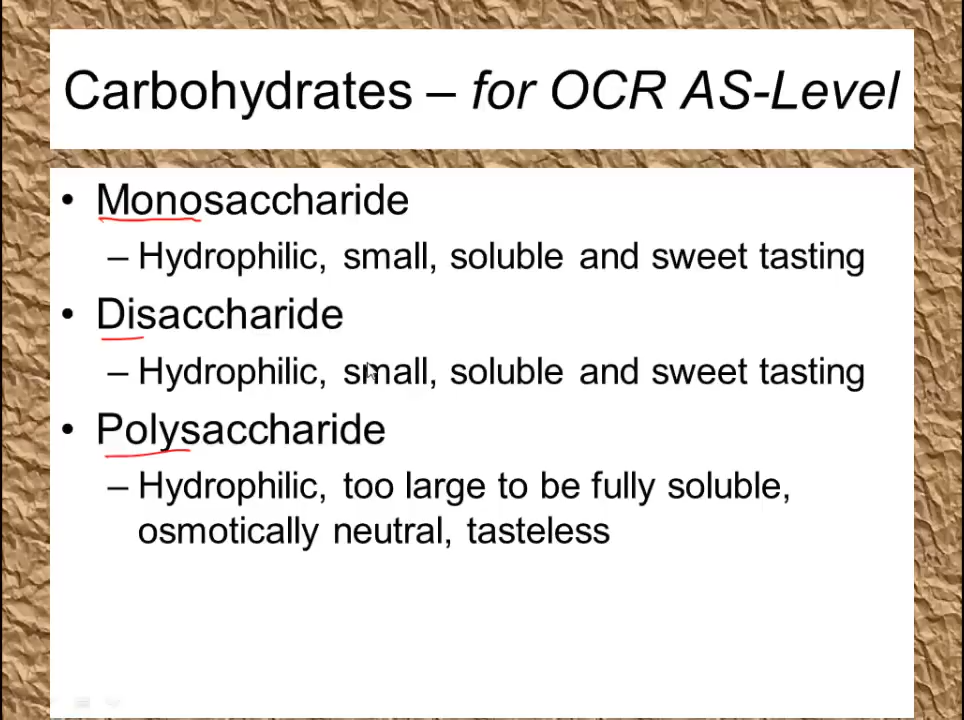 Carbohydrates – for OCR AS-Level
• Monosaccharide
– Hydrophilic, small, soluble and sweet tasting
• Disaccharide
– Hydrophilic, small, soluble and sweet tasting
• Polysaccharide
– Hydrophilic, too large to be fully soluble,
osmotically neutral, tasteless